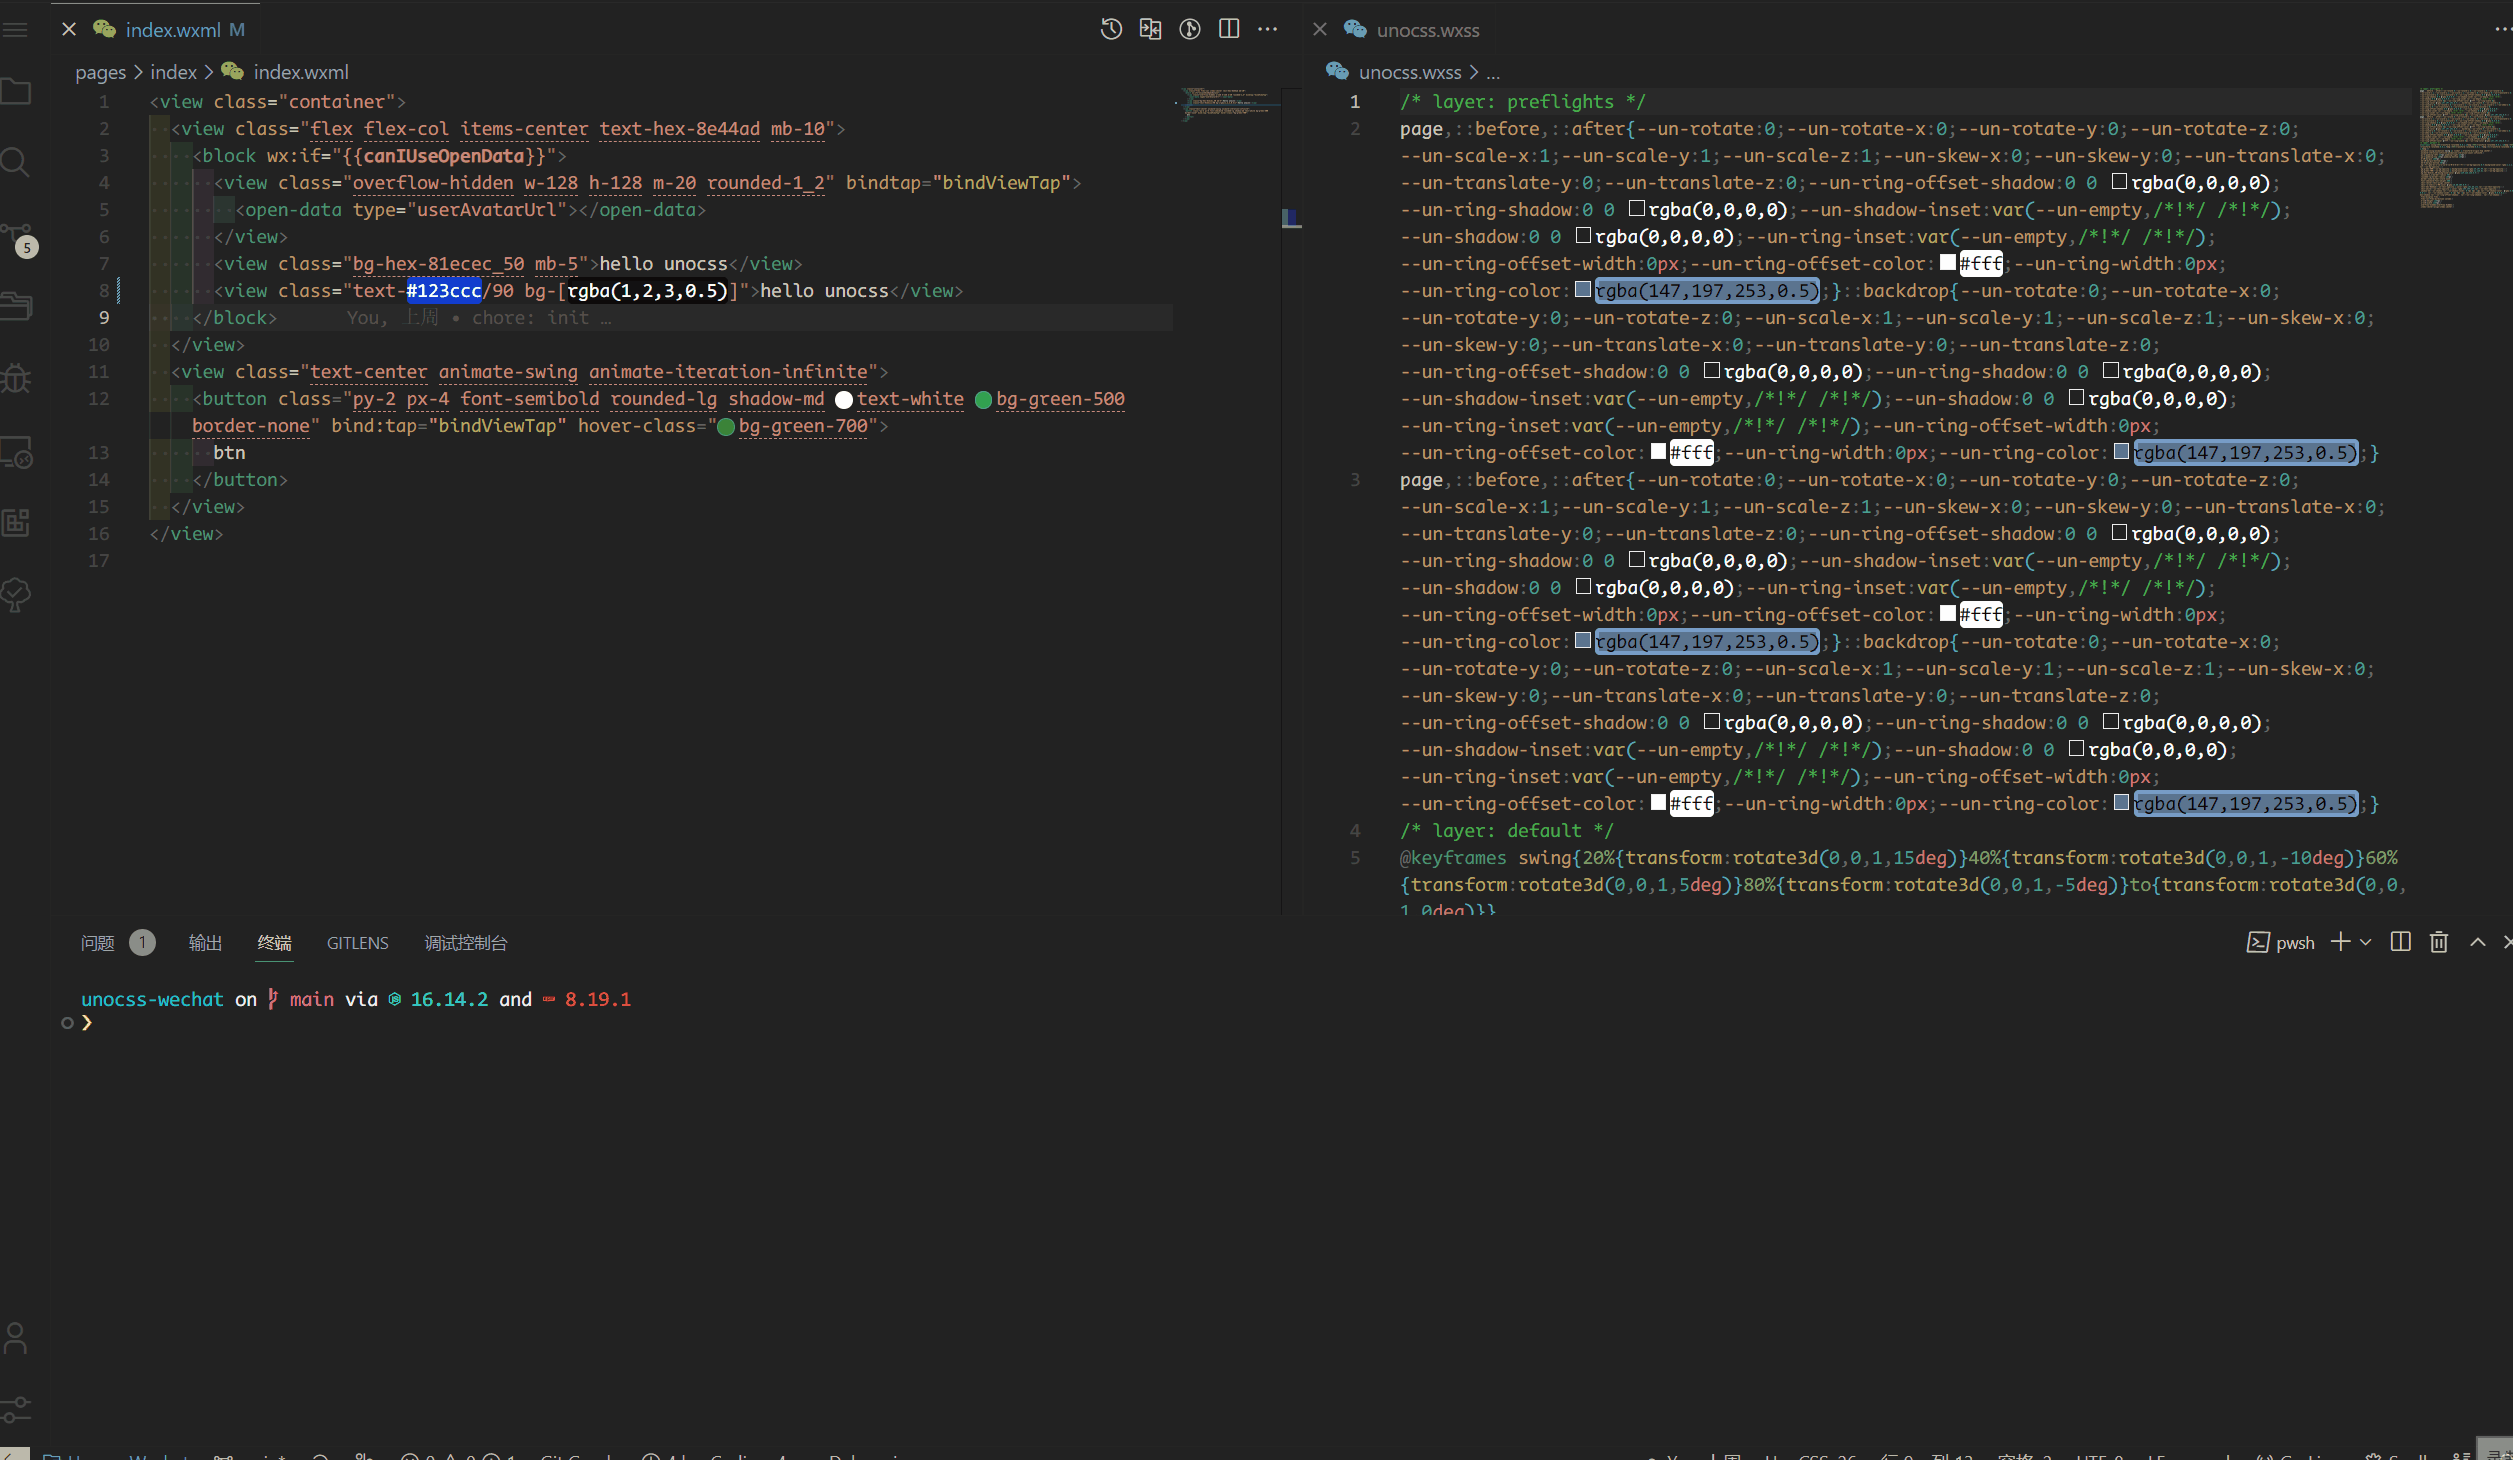 index.wxml M
unocss.wxss
pages > index > index.wxml
1 <view class="container">
2 <view class="flex flex-col items-center text-hex-8e44ad mb-10">
3 <block wx:if="{{canIUseOpenData}}">
4 <view class="overflow-hidden w-128 h-128 m-20 rounded-1_2" bindtap="bindViewTap">
5 <open-data type="userAvatarUrl"></open-data>
6 </view>
7 <view class="bg-hex-81ecec_50 mb-5">hello unocss</view>
8 <view class="text-#123ccc/90 bg-[rgba(1,2,3,0.5)]">hello unocss</view>
9 </block> You, 上周 • chore: init …
10 </view>
11 <view class="text-center animate-swing animate-iteration-infinite">
12 <button class="py-2 px-4 font-semibold rounded-lg shadow-md text-white bg-green-500
border-none" bind:tap="bindViewTap" hover-class="bg-green-700">
13 btn
14 </button>
15 </view>
16 </view>
17
unocss.wxss > ...
1 /* layer: preflights */
2 page,::before,::after{--un-rotate:0;--un-rotate-x:0;--un-rotate-y:0;--un-rotate-z:0;
--un-scale-x:1;--un-scale-y:1;--un-scale-z:1;--un-skew-x:0;--un-skew-y:0;--un-translate-x:0;
--un-translate-y:0;--un-translate-z:0;--un-ring-offset-shadow:0 0 rgba(0,0,0,0);
--un-ring-shadow:0 0 rgba(0,0,0,0);--un-shadow-inset:var(--un-empty,/*!*/ /*!*/);
--un-shadow:0 0 rgba(0,0,0,0);--un-ring-inset:var(--un-empty,/*!*/ /*!*/);
--un-ring-offset-width:0px;--un-ring-offset-color:#fff;--un-ring-width:0px;
--un-ring-color:rgba(147,197,253,0.5);}::backdrop{--un-rotate:0;--un-rotate-x:0;
--un-rotate-y:0;--un-rotate-z:0;--un-scale-x:1;--un-scale-y:1;--un-scale-z:1;--un-skew-x:0;
--un-skew-y:0;--un-translate-x:0;--un-translate-y:0;--un-translate-z:0;
--un-ring-offset-shadow:0 0 rgba(0,0,0,0);--un-ring-shadow:0 0 rgba(0,0,0,0);
--un-shadow-inset:var(--un-empty,/*!*/ /*!*/);--un-shadow:0 0 rgba(0,0,0,0);
--un-ring-inset:var(--un-empty,/*!*/ /*!*/);--un-ring-offset-width:0px;
--un-ring-offset-color:#fff;--un-ring-width:0px;--un-ring-color:rgba(147,197,253,0.5);}
3 page,::before,::after{--un-rotate:0;--un-rotate-x:0;--un-rotate-y:0;--un-rotate-z:0;
--un-scale-x:1;--un-scale-y:1;--un-scale-z:1;--un-skew-x:0;--un-skew-y:0;--un-translate-x:0;
--un-translate-y:0;--un-translate-z:0;--un-ring-offset-shadow:0 0 rgba(0,0,0,0);
--un-ring-shadow:0 0 rgba(0,0,0,0);--un-shadow-inset:var(--un-empty,/*!*/ /*!*/);
--un-shadow:0 0 rgba(0,0,0,0);--un-ring-inset:var(--un-empty,/*!*/ /*!*/);
--un-ring-offset-width:0px;--un-ring-offset-color:#fff;--un-ring-width:0px;
--un-ring-color:rgba(147,197,253,0.5);}::backdrop{--un-rotate:0;--un-rotate-x:0;
--un-rotate-y:0;--un-rotate-z:0;--un-scale-x:1;--un-scale-y:1;--un-scale-z:1;--un-skew-x:0;
--un-skew-y:0;--un-translate-x:0;--un-translate-y:0;--un-translate-z:0;
--un-ring-offset-shadow:0 0 rgba(0,0,0,0);--un-ring-shadow:0 0 rgba(0,0,0,0);
--un-shadow-inset:var(--un-empty,/*!*/ /*!*/);--un-shadow:0 0 rgba(0,0,0,0);
--un-ring-inset:var(--un-empty,/*!*/ /*!*/);--un-ring-offset-width:0px;
--un-ring-offset-color:#fff;--un-ring-width:0px;--un-ring-color:rgba(147,197,253,0.5);}
4 /* layer: default */
5 @keyframes swing{20%{transform:rotate3d(0,0,1,15deg)}40%{transform:rotate3d(0,0,1,-10deg)}60%
{transform:rotate3d(0,0,1,5deg)}80%{transform:rotate3d(0,0,1,-5deg)}to{transform:rotate3d(0,0,
1,0deg)}}
5
问题 1 输出 终端 GITLENS 调试控制台
pwsh
unocss-wechat on main via 16.14.2 and 8.19.1
❯